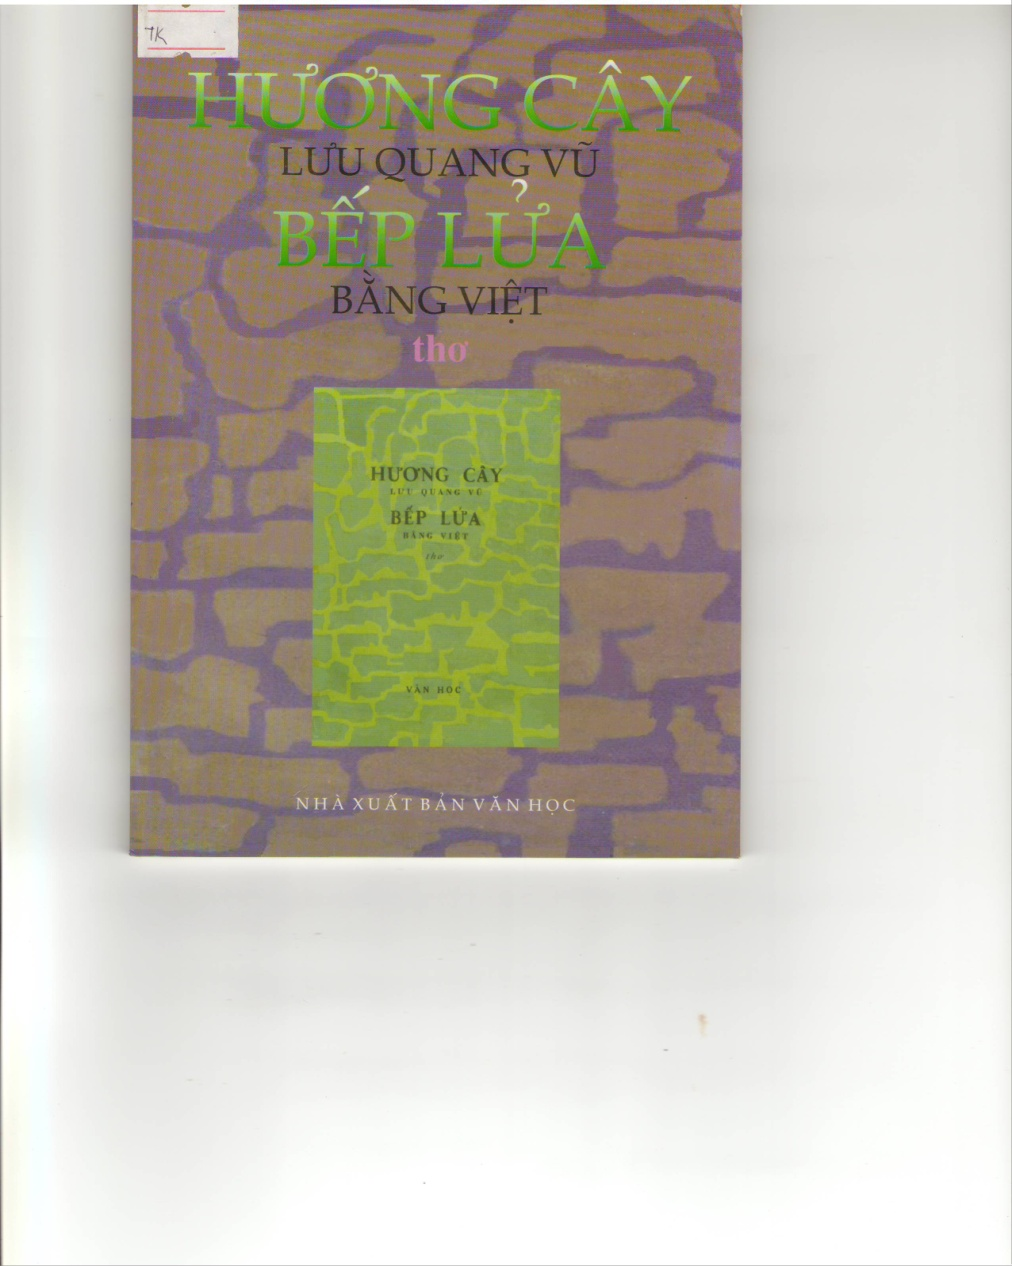 TK
HƯƠNG CÂY
LƯU QUANG VŨ
BẾP LỬA
BẰNG VIỆT
thơ
HƯƠNG CÂY
LƯU QUANG VŨ
BẾP LỬA
BẰNG VIỆT
thơ
VĂN HỌC
NHÀ XUẤT BẢN VĂN HỌC